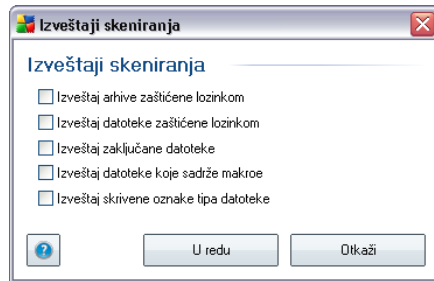 Izveštaji skeniranja
Izveštaji skeniranja
Izveštaj arhive zaštićene lozinkom
Izveštaj datoteke zaštićene lozinkom
Izveštaj zaključane datoteke
Izveštaj datoteke koje sadrže makroe
Izveštaj skrivene oznake tipa datoteke
U redu
Otkaži